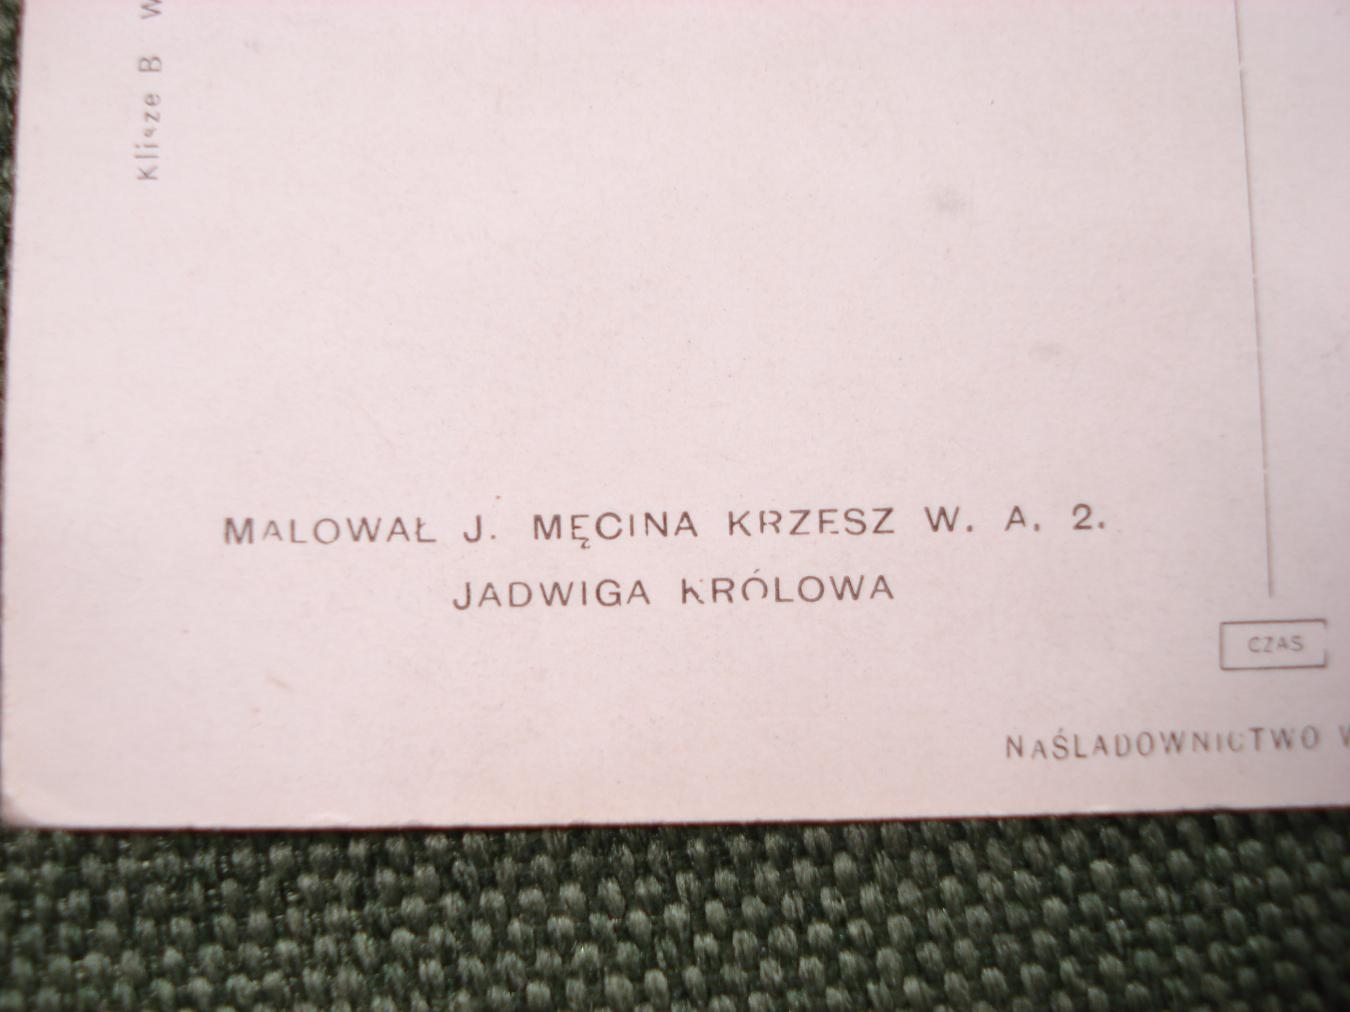 Klisze B
MALOWAŁ J. MĘCINA KRZESZ W. A. 2.
JADWIGA KRÓLOWA
CZAS
NAŚLADOWNICTWO